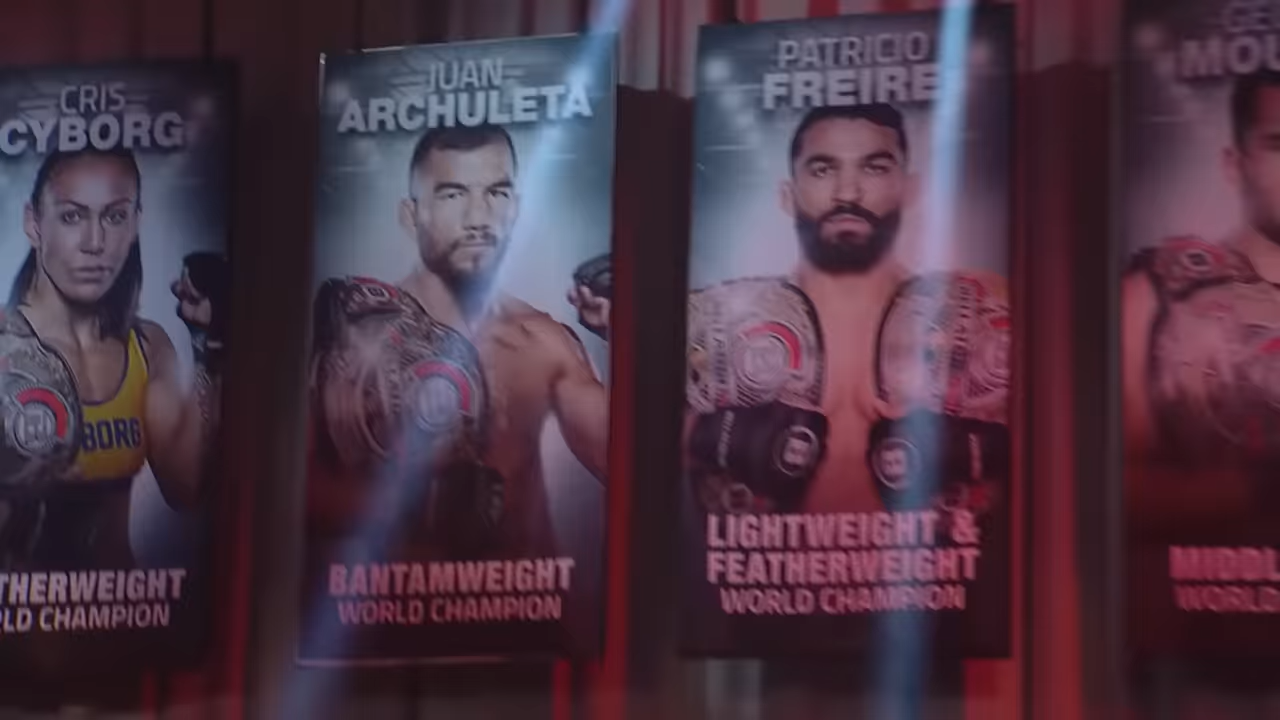 CRIS
CYBORG
BORG
THERWEIGHT
LD CHAMPION
JUAN
ARCHULETA
BANTAMWEIGHT
WORLD CHAMPION
PATRICIO
FREIRE
LIGHTWEIGHT &
FEATHERWEIGHT
WORLD CHAMPION
GE
MOU
MIDDL
WORLD